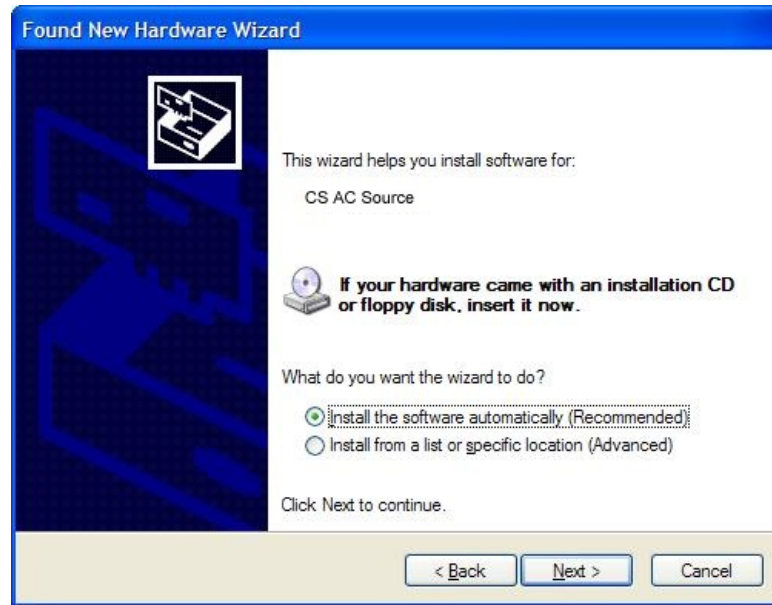 Found New Hardware Wizard
This wizard helps you install software for:
CS AC Source
If your hardware came with an installation CD
or floppy disk, insert it now.
What do you want the wizard to do?
Install the software automatically (Recommended)
Install from a list or specific location (Advanced)
Click Next to continue.
< Back Next > Cancel